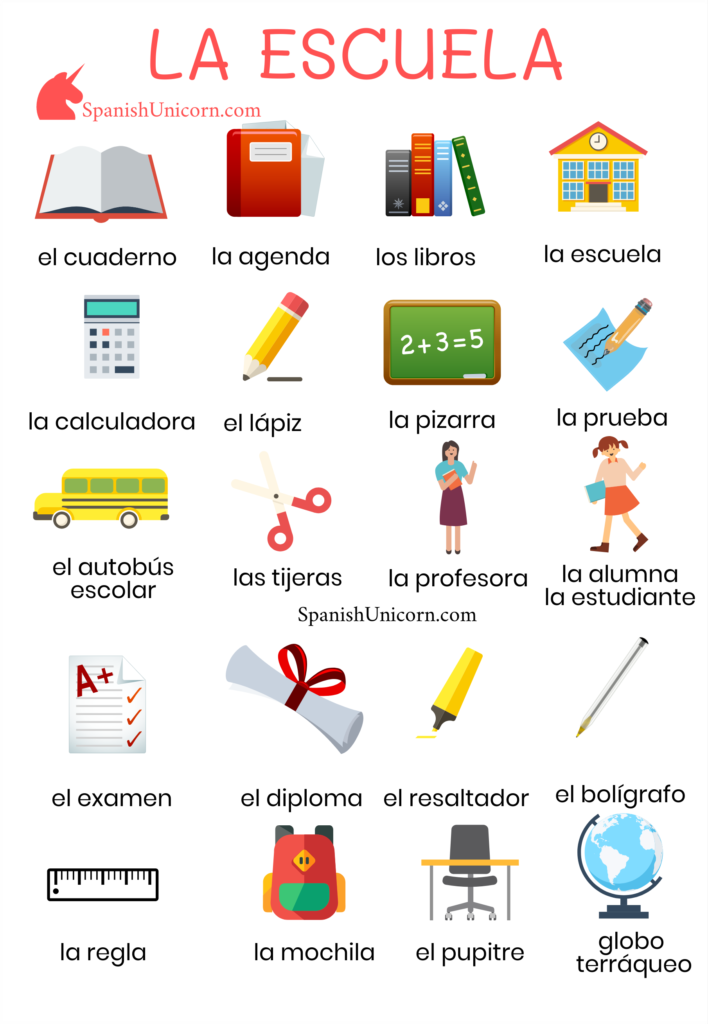 LA ESCUELA
SpanishUnicorn.com
el cuaderno
la agenda
los libros
la escuela
la calculadora
el lápiz
2+3=5
la pizarra
la prueba
el autobús
escolar
las tijeras
la profesora
la alumna
la estudiante
SpanishUnicorn.com
A+
el examen
el diploma
el resaltador
el bolígrafo
la regla
la mochila
el pupitre
globo
terráqueo